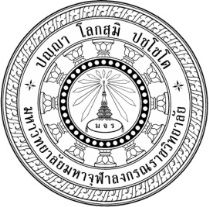 ปญฺญา โลกสฺมิ ปชฺโชโต
มจร
มหาวิทยาลัยมหาจุฬาลงกรณราชวิทยาลัย